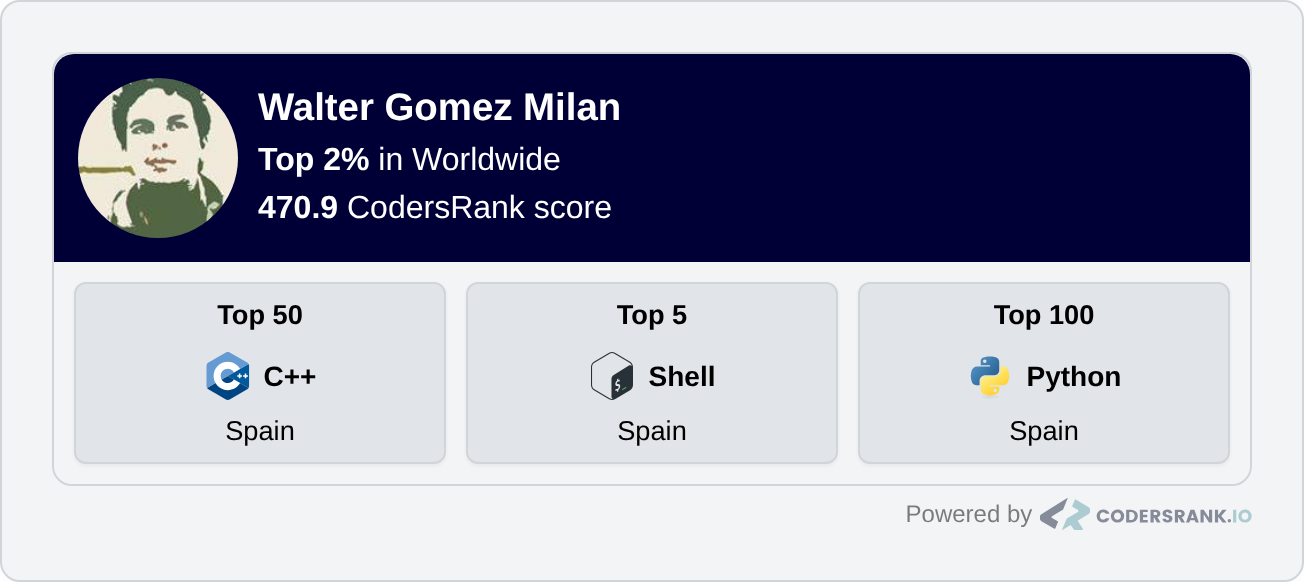 Walter Gomez Milan
Top 2% in Worldwide
470.9 CodersRank score
Top 50
C++
Spain
Top 5
$_ Shell
Spain
Top 100
Python
Spain
Powered by CODERSRANK.IO